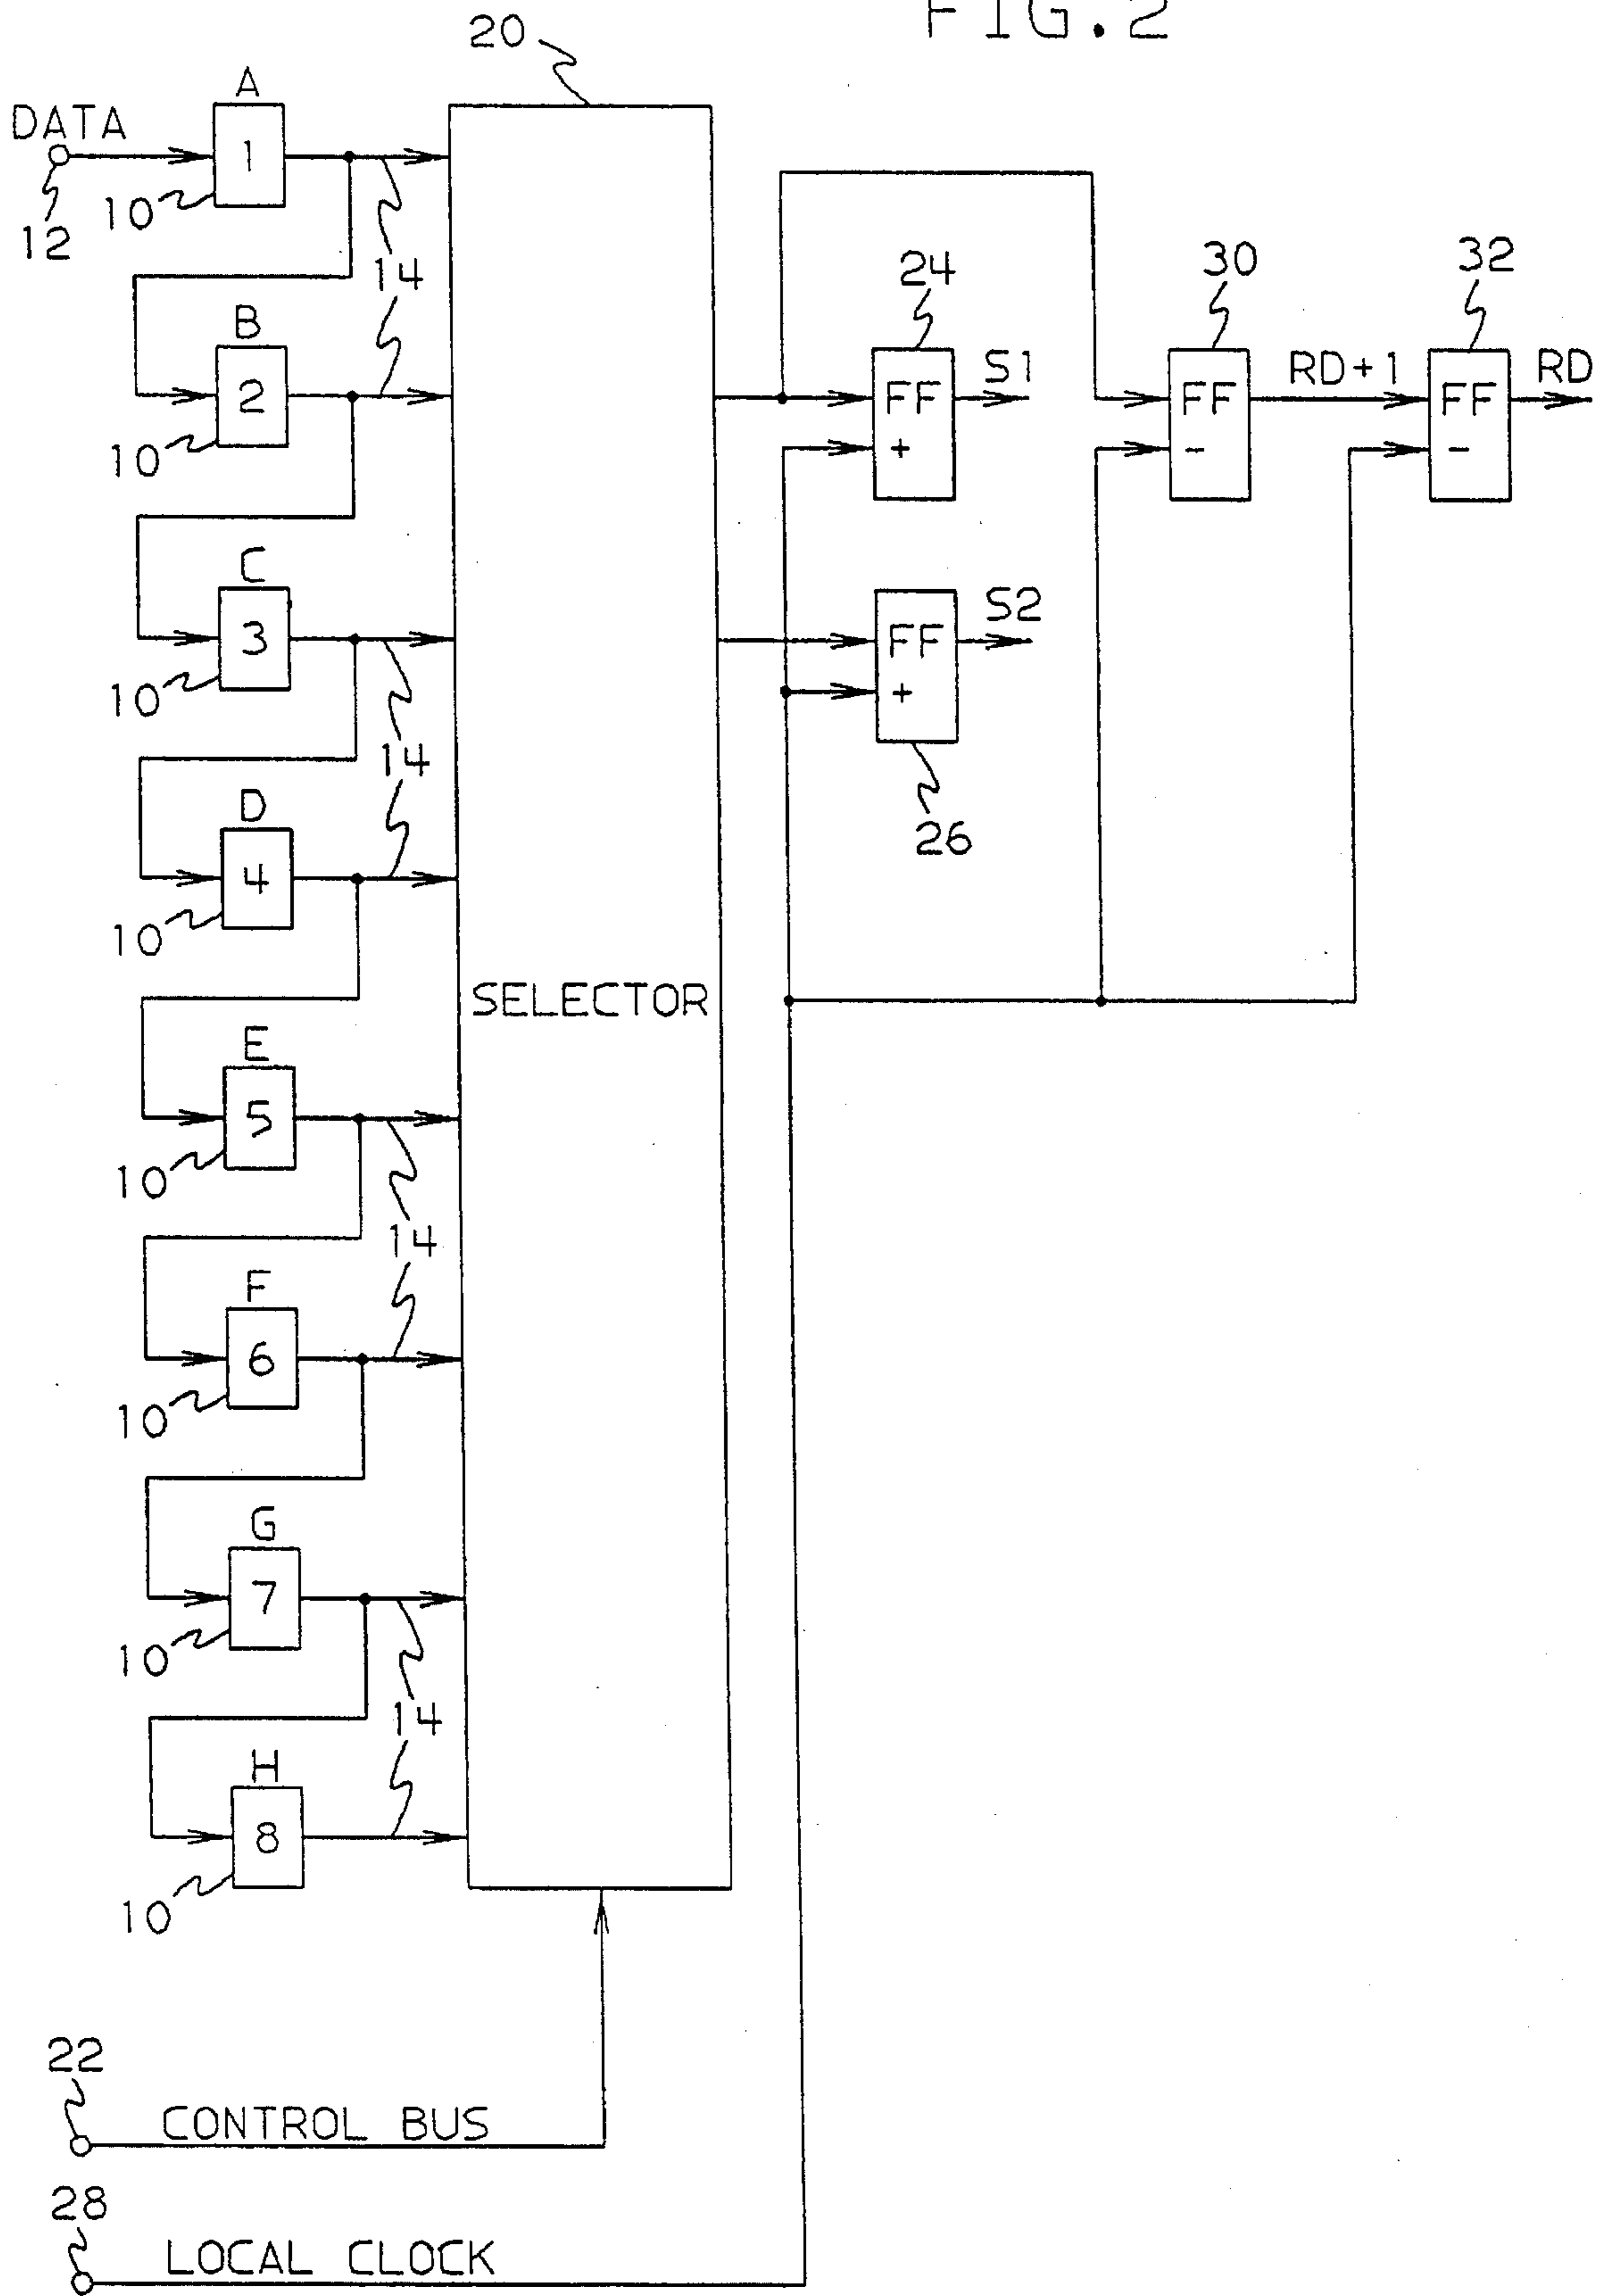 FIG.2
20
A
DATA
1
10
12
14
B
2
10
C
3
10
14
D
4
10
SELECTOR
E
5
10
14
F
6
10
G
7
10
14
H
8
10
24
30
32
S1
RD+1
RD
FF
+
FF
-
FF
-
S2
FF
+
26
22
CONTROL BUS
28
LOCAL CLOCK